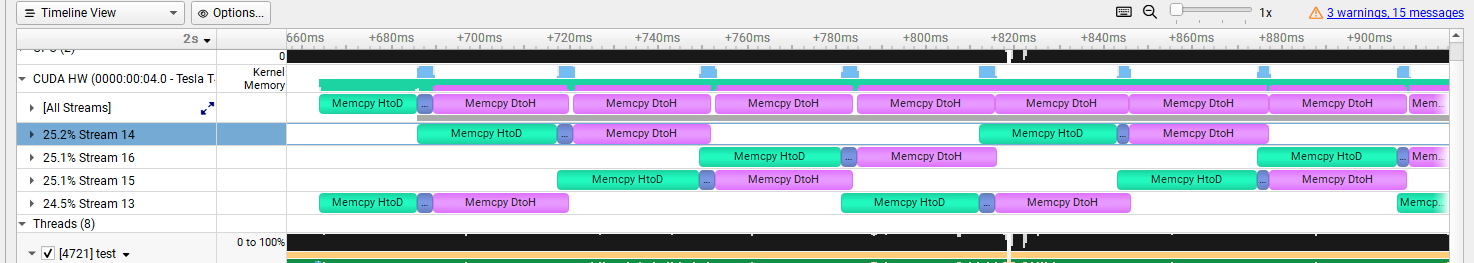 Timeline View Options... 1x 3 warnings, 15 messages
2s 660ms +680ms +700ms +720ms +740ms +760ms +780ms +800ms +820ms +840ms +860ms +880ms +900ms
0
CUDA HW (0000:00:04.0 - Tesla T Kernel
Memory
[All Streams] Memcpy HtoD ... Memcpy DtoH Memcpy DtoH Memcpy DtoH Memcpy DtoH Memcpy DtoH Memcpy DtoH Memcpy DtoH Mem...
25.2% Stream 14 Memcpy HtoD ... Memcpy DtoH Memcpy HtoD ... Memcpy DtoH
25.1% Stream 16 Memcpy HtoD ... Memcpy DtoH Memcpy HtoD ... Mem...
25.1% Stream 15 Memcpy HtoD ... Memcpy DtoH Memcpy HtoD ... Memcpy DtoH
24.5% Stream 13 Memcpy HtoD ... Memcpy DtoH Memcpy HtoD ... Memcpy DtoH Memcp...
Threads (8)
0 to 100%
[4721] test